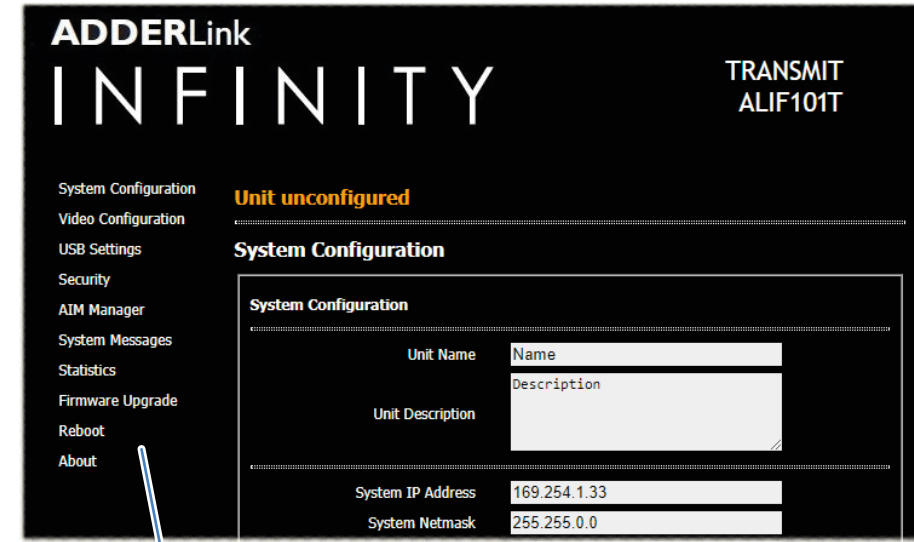 ADDERLink
INFINITY
TRANSMIT
ALIF101T
System Configuration
Video Configuration
USB Settings
Security
AIM Manager
System Messages
Statistics
Firmware Upgrade
Reboot
About
Unit unconfigured
System Configuration
System Configuration
Unit Name Name
Unit Description Description
System IP Address 169.254.1.33
System Netmask 255.255.0.0